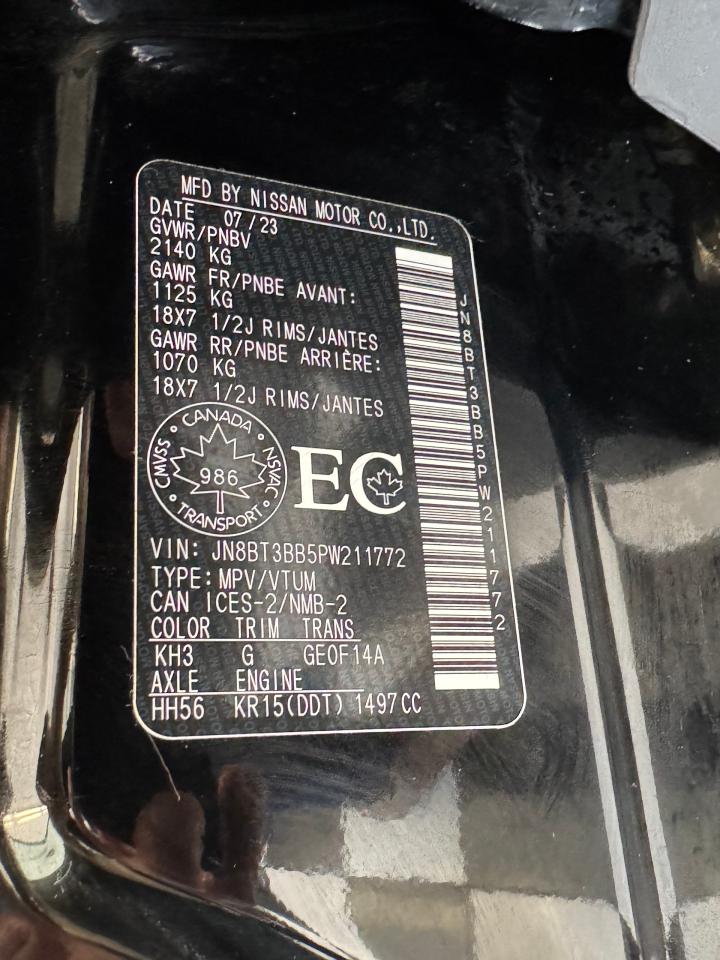 MFD BY NISSAN MOTOR CO.,LTD.
DATE 07/23
GVWR/PNBV
2140 KG
GAWR FR/PNBE AVANT:
1125 KG
18X7 1/2J RIMS/JANTES
GAWR RR/PNBE ARRIÈRE:
1070 KG
18X7 1/2J RIMS/JANTES
CANADA
CMVSS
NSVAC
986
TRANSPORT
EC
VIN: JN8BT3BB5PW211772
TYPE: MPV/VTUM
CAN ICES-2/NMB-2
COLOR TRIM TRANS
KH3 G GE0F14A
AXLE ENGINE
HH56 KR15(DDT) 1497CC
JN8BT3BB5PW211772